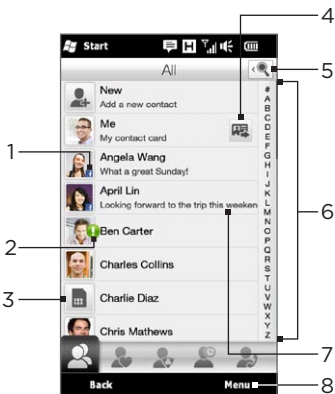 4
Start
H
All
5
New
Add a new contact
#
A
B
C
D
E
F
G
H
I
J
K
L
M
N
O
P
Q
R
S
T
U
V
W
X
Y
Z
Me
My contact card
1
Angela Wang
What a great Sunday!
April Lin
Looking forward to the trip this weeken
6
2
Ben Carter
Charles Collins
3
Charlie Diaz
Chris Mathews
7
Back
Menu
8